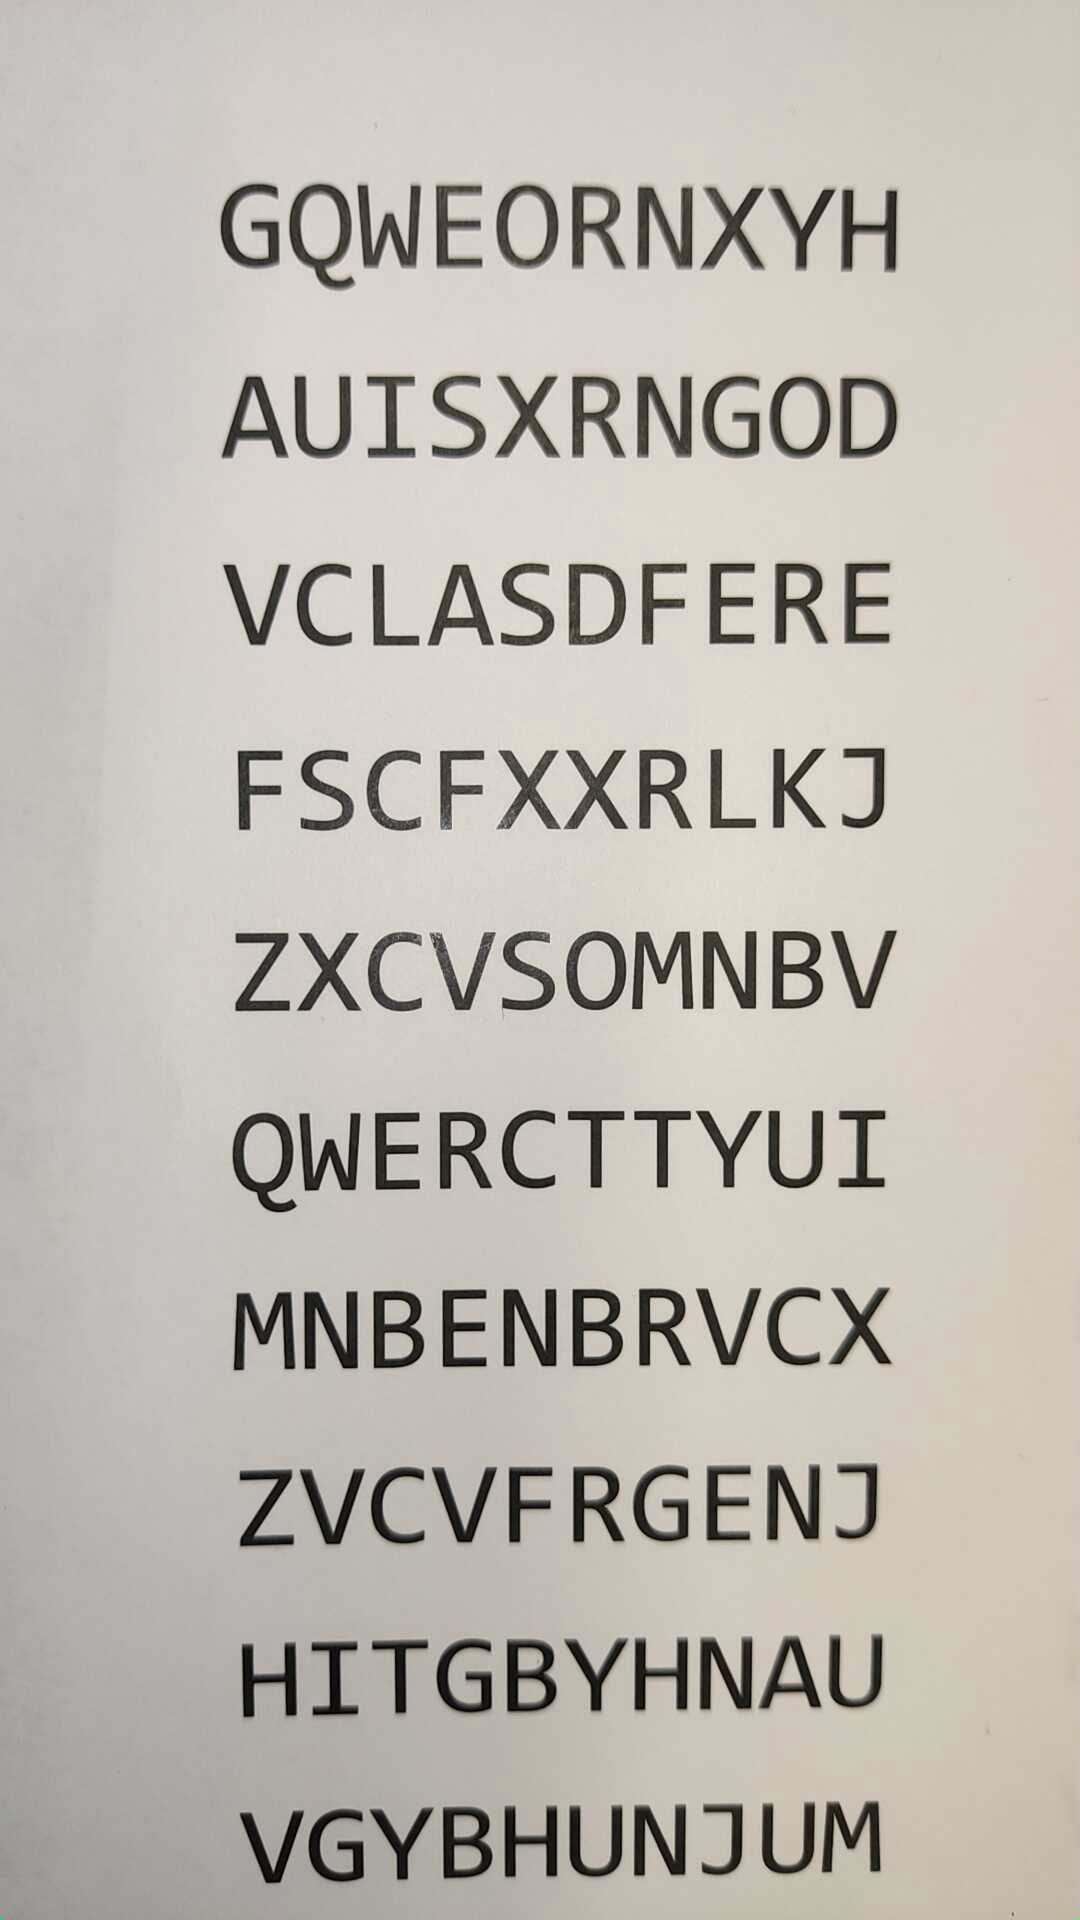 GQWEORNXYH
AUISXRNGOD
VCLASDFERE
FSCFXXRLKJ
ZXCVSOMNBV
QWERCTTYUI
MNBENBRVCX
ZVCVFRGENJ
HITGBYHNAU
VGYBHUNJUM